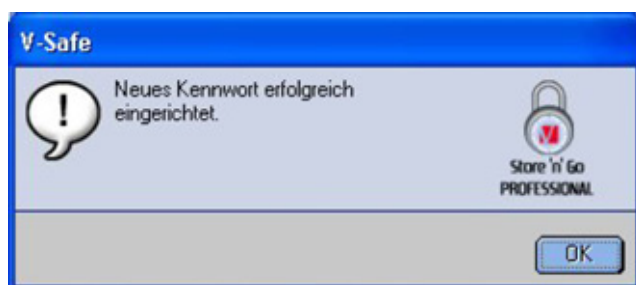 V-Safe
Neues Kennwort erfolgreich
eingerichtet.
Store 'n' Go
PROFESSIONAL
OK